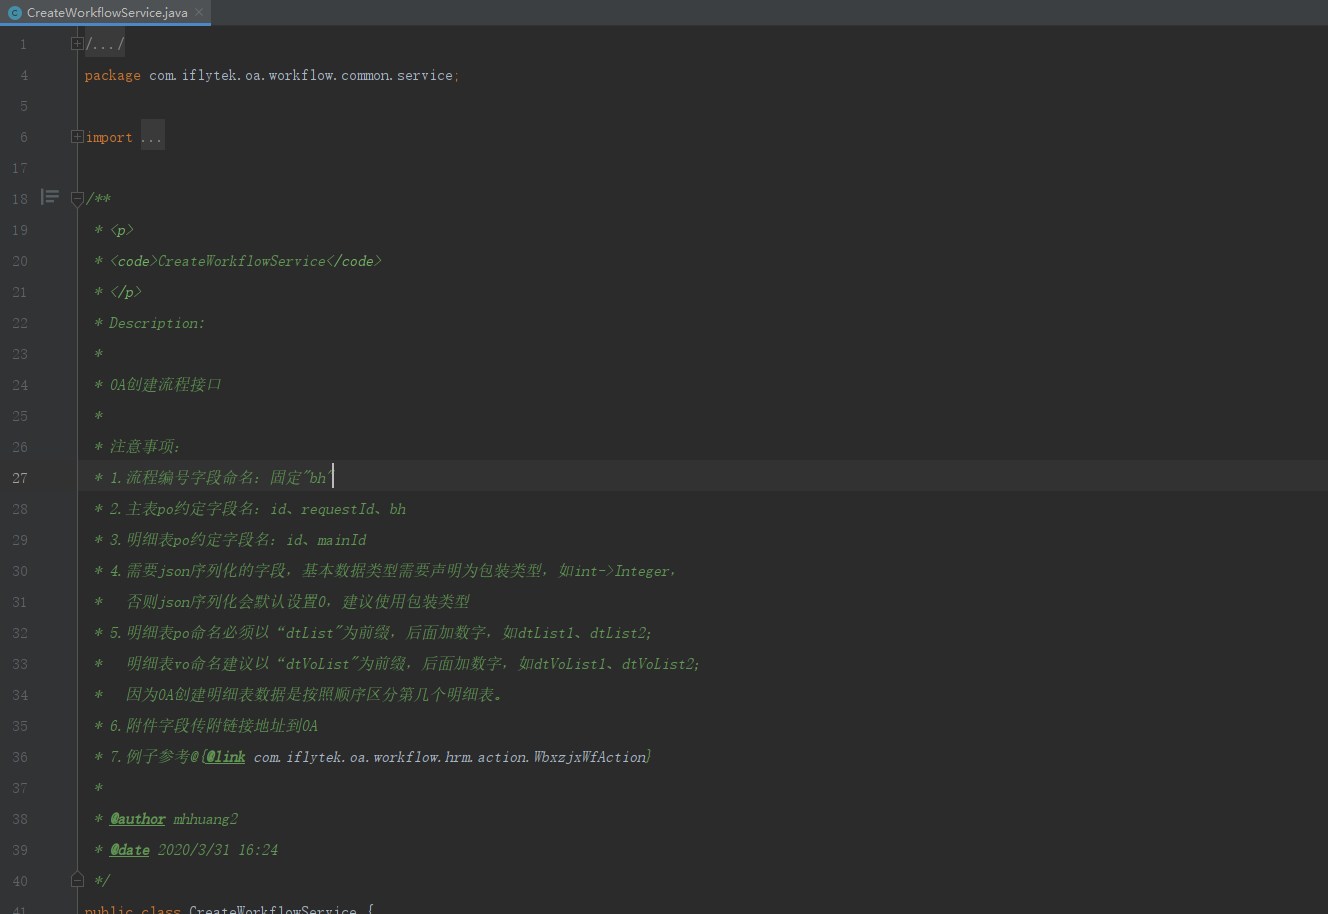 CreateWorkflowService.java
1 /.../
4 package com.iflytek.oa.workflow.common.service;
5
6 import ...
17
18 /**
19 * <p>
20 * <code>CreateWorkflowService</code>
21 * </p>
22 * Description:
23 *
24 * OA创建流程接口
25 *
26 * 注意事项:
27 * 1.流程编号字段命名: 固定"bh"
28 * 2.主表po约定字段名: id、requestId、bh
29 * 3.明细表po约定字段名: id、mainId
30 * 4.需要json序列化的字段, 基本数据类型需要声明为包装类型, 如int->Integer,
31 * 否则json序列化会默认设置0, 建议使用包装类型
32 * 5.明细表po命名必须以“dtList"为前缀, 后面加数字, 如dtList1、dtList2;
33 * 明细表vo命名建议以“dtVoList"为前缀, 后面加数字, 如dtVoList1、dtVoList2;
34 * 因为OA创建明细表数据是按照顺序区分第几个明细表。
35 * 6.附件字段传附链接地址到OA
36 * 7.例子参考@{@link com.iflytek.oa.workflow.hrm.action.WbxzjxWfAction}
37 *
38 * @author mhhuang2
39 * @date 2020/3/31 16:24
40 */
41 public class CreateWorkflowService {